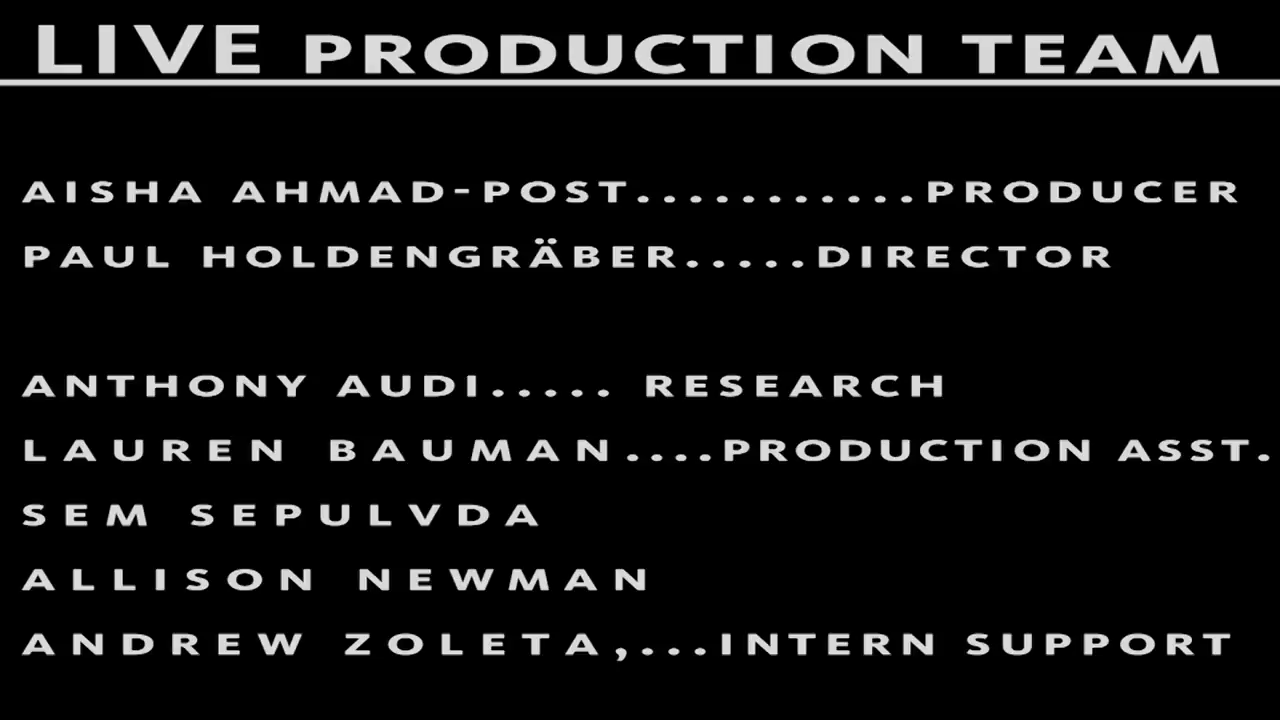 LIVE PRODUCTION TEAM
AISHA AHMAD-POST...........PRODUCER
PAUL HOLDENGRÄBER.....DIRECTOR
ANTHONY AUDI..... RESEARCH
LAUREN BAUMAN....PRODUCTION ASST.
SEM SEPULVDA
ALLISON NEWMAN
ANDREW ZOLETA,...INTERN SUPPORT